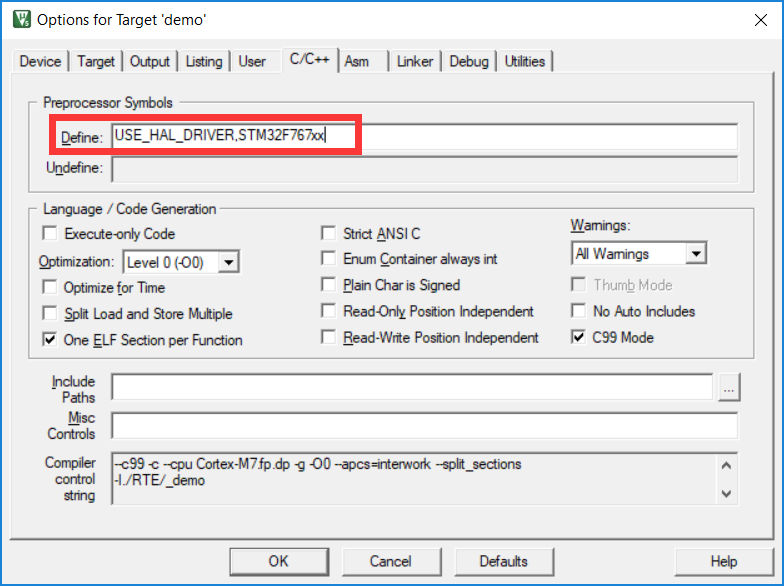 Options for Target 'demo'
Device Target Output Listing User C/C++ Asm Linker Debug Utilities
Preprocessor Symbols
Define: USE_HAL_DRIVER,STM32F767xx
Undefine:
Language / Code Generation
Execute-only Code
Optimization: Level 0 (-O0)
Optimize for Time
Split Load and Store Multiple
One ELF Section per Function
Strict ANSI C
Enum Container always int
Plain Char is Signed
Read-Only Position Independent
Read-Write Position Independent
Warnings:
All Warnings
Thumb Mode
No Auto Includes
C99 Mode
Include
Paths
...
Misc
Controls
Compiler
control
string
--c99 -c --cpu Cortex-M7.fp.dp -g -O0 --apcs=interwork --split_sections
-I./RTE/_demo
OK Cancel Defaults Help